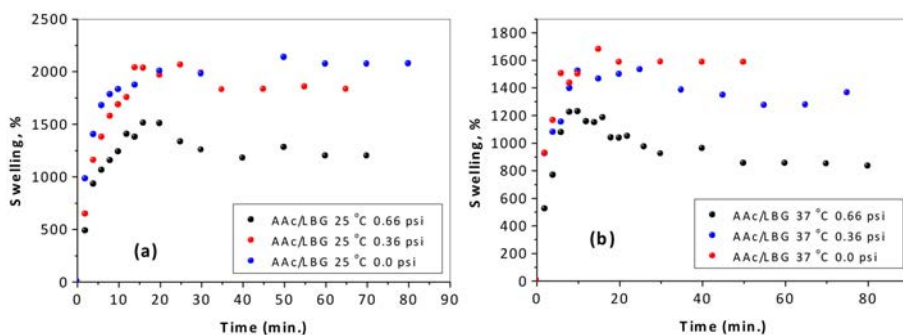 2500
2000
1500
1000
500
0
Swelling, %
0 10 20 30 40 50 60 70 80 90
Time (min.)
(a)
AAc/LBG 25 °C 0.66 psi
AAc/LBG 25 °C 0.36 psi
AAc/LBG 25 °C 0.0 psi
1800
1600
1400
1200
1000
800
600
400
200
0
Swelling, %
0 20 40 60 80
Time (min.)
(b)
AAc/LBG 37 °C 0.66 psi
AAc/LBG 37 °C 0.36 psi
AAc/LBG 37 °C 0.0 psi